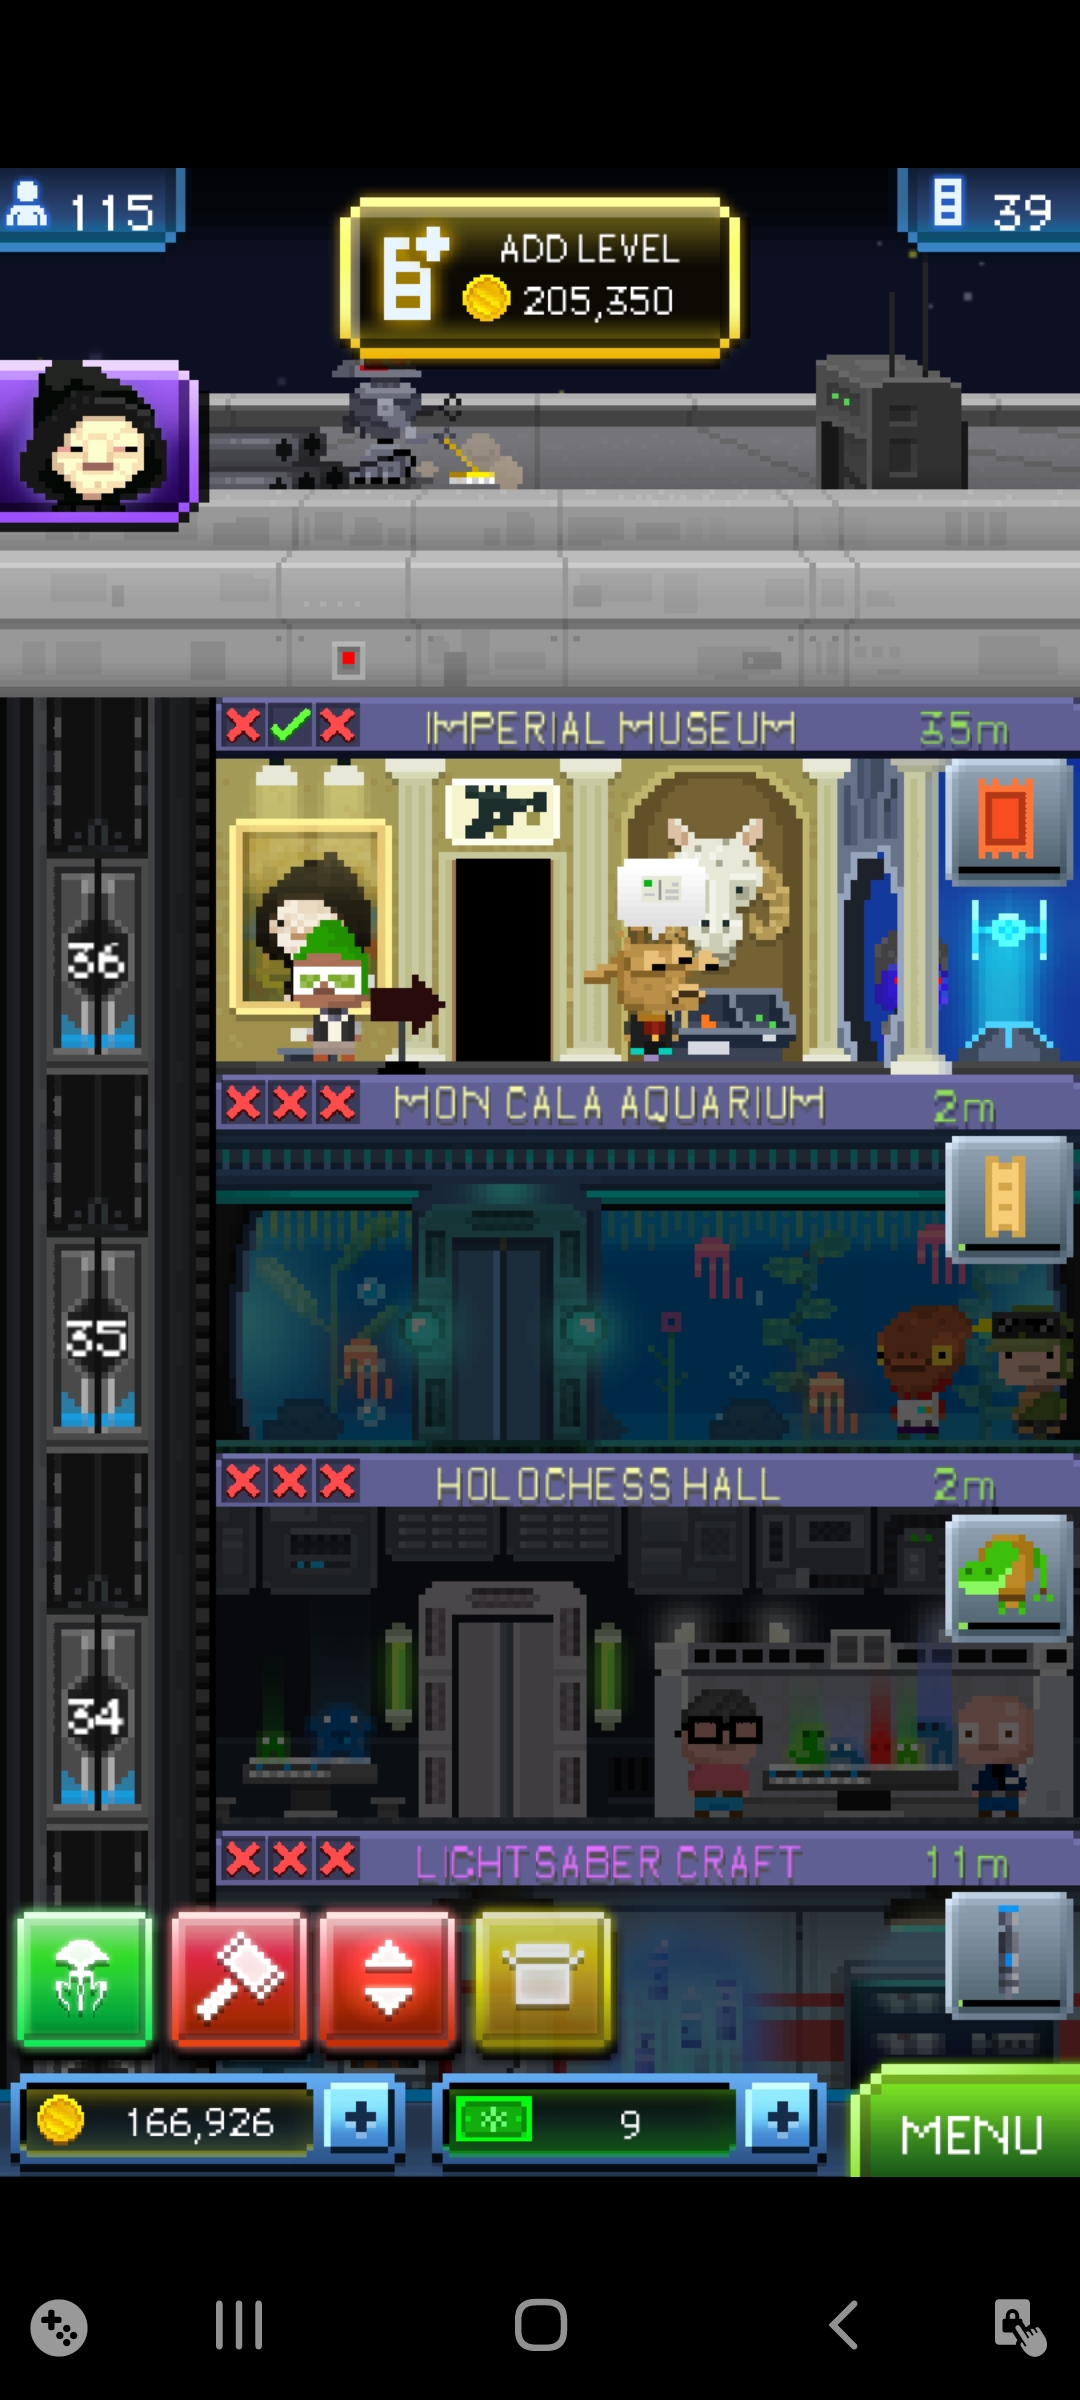 115
ADD LEVEL
205,350
39
IMPERIAL MUSEUM 35m
36
MON CALA AQUARIUM 2m
35
HOLOCHESS HALL 2m
34
LIGHTSABER CRAFT 11m
166,926
9
MENU